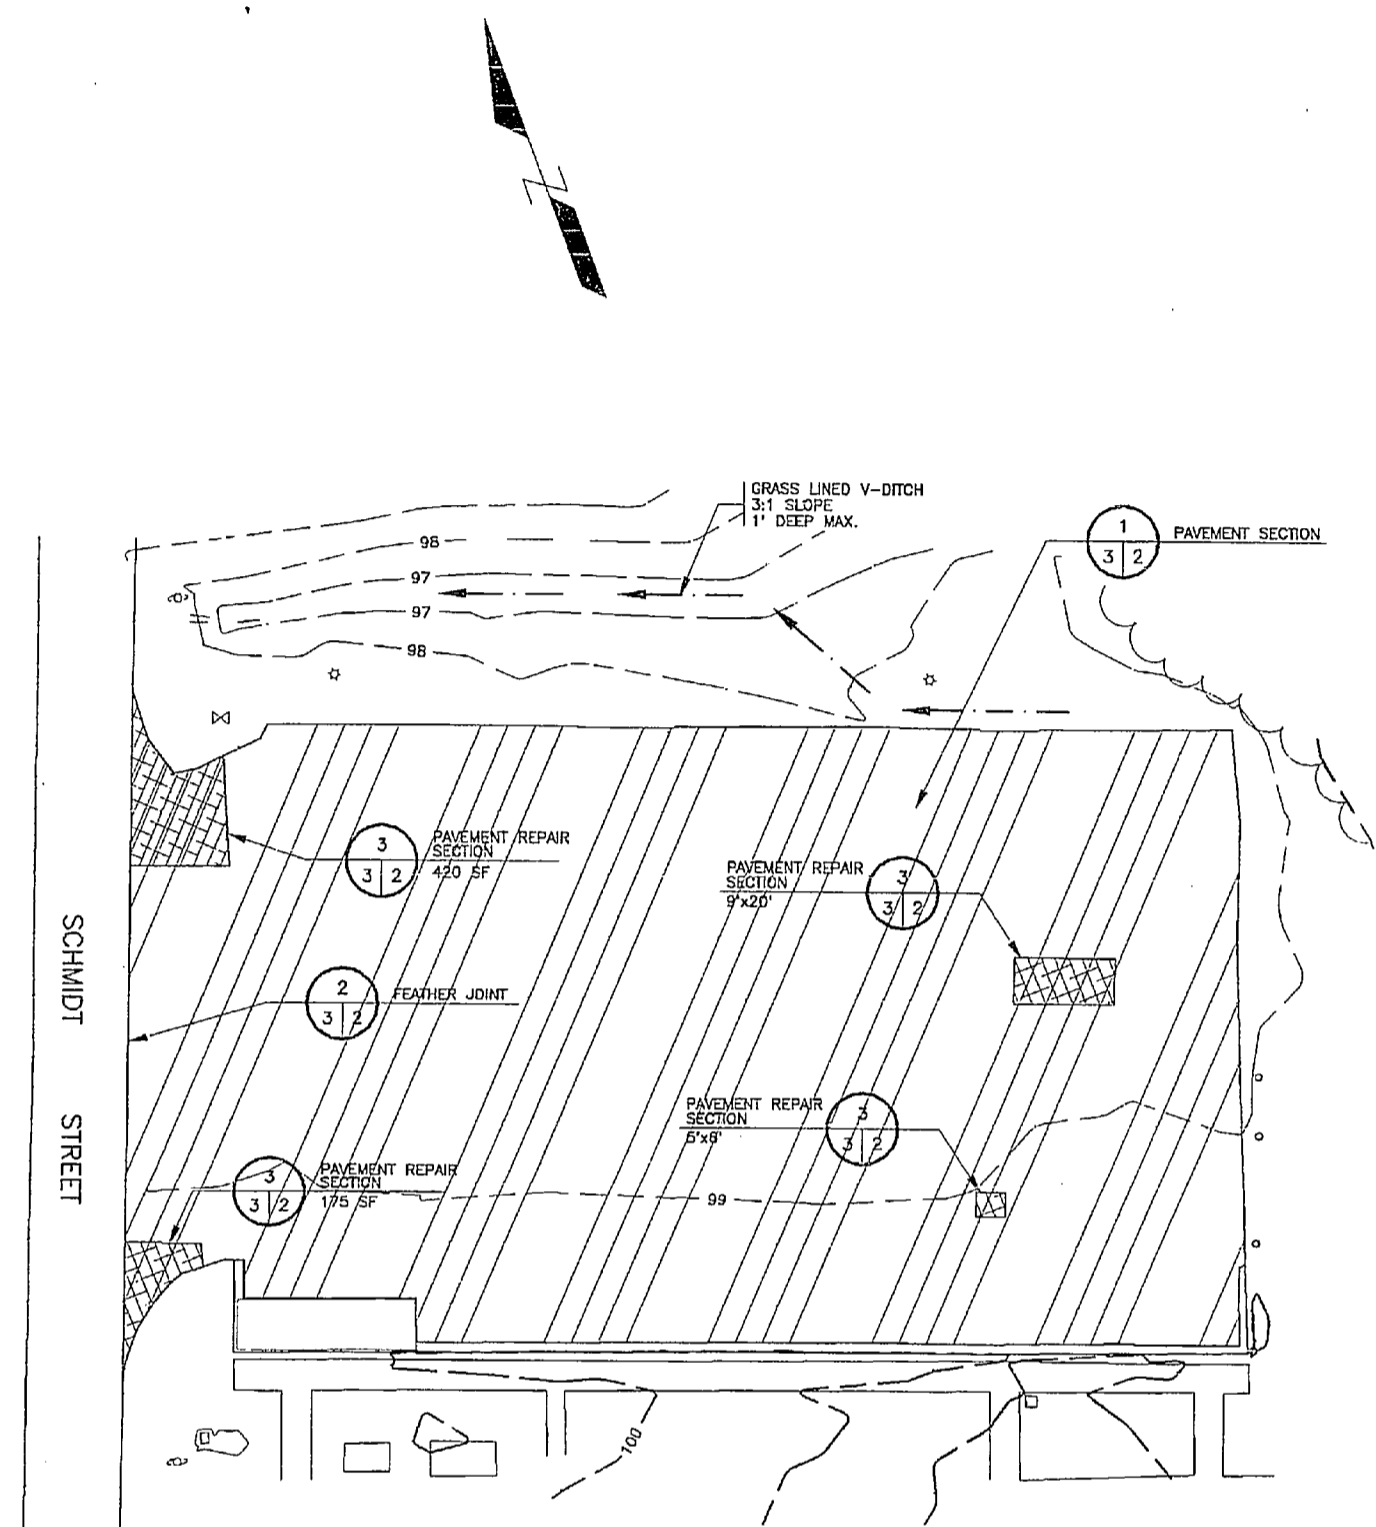 GRASS LINED V-DITCH
3:1 SLOPE
1' DEEP MAX.
1
3 2
PAVEMENT SECTION
98
97
97
98
3
3 2
PAVEMENT REPAIR
SECTION
420 SF
PAVEMENT REPAIR
SECTION
9'x20'
3
3 2
SCHMIDT STREET
2
3 2
FEATHER JOINT
PAVEMENT REPAIR
SECTION
3
3 2
3
3 2
PAVEMENT REPAIR
SECTION
175 SF
99
100